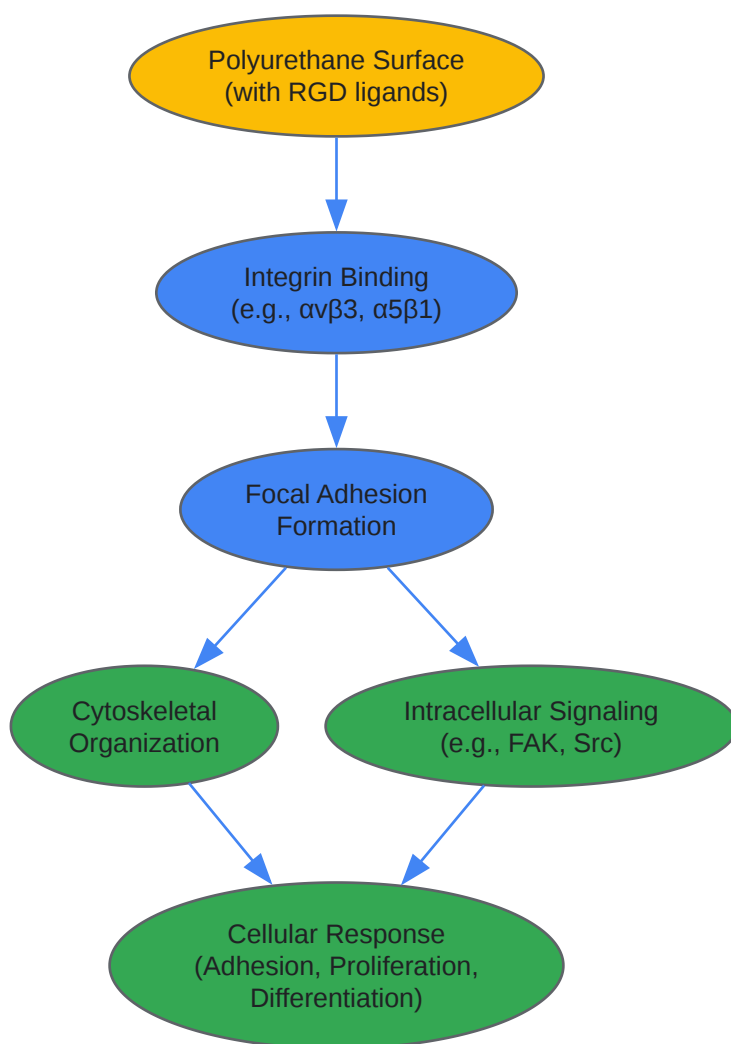 Polyurethane Surface
(with RGD ligands)
Integrin Binding
(e.g., αvβ3, α5β1)
Focal Adhesion
Formation
Cytoskeletal
Organization
Intracellular Signaling
(e.g., FAK, Src)
Cellular Response
(Adhesion, Proliferation,
Differentiation)